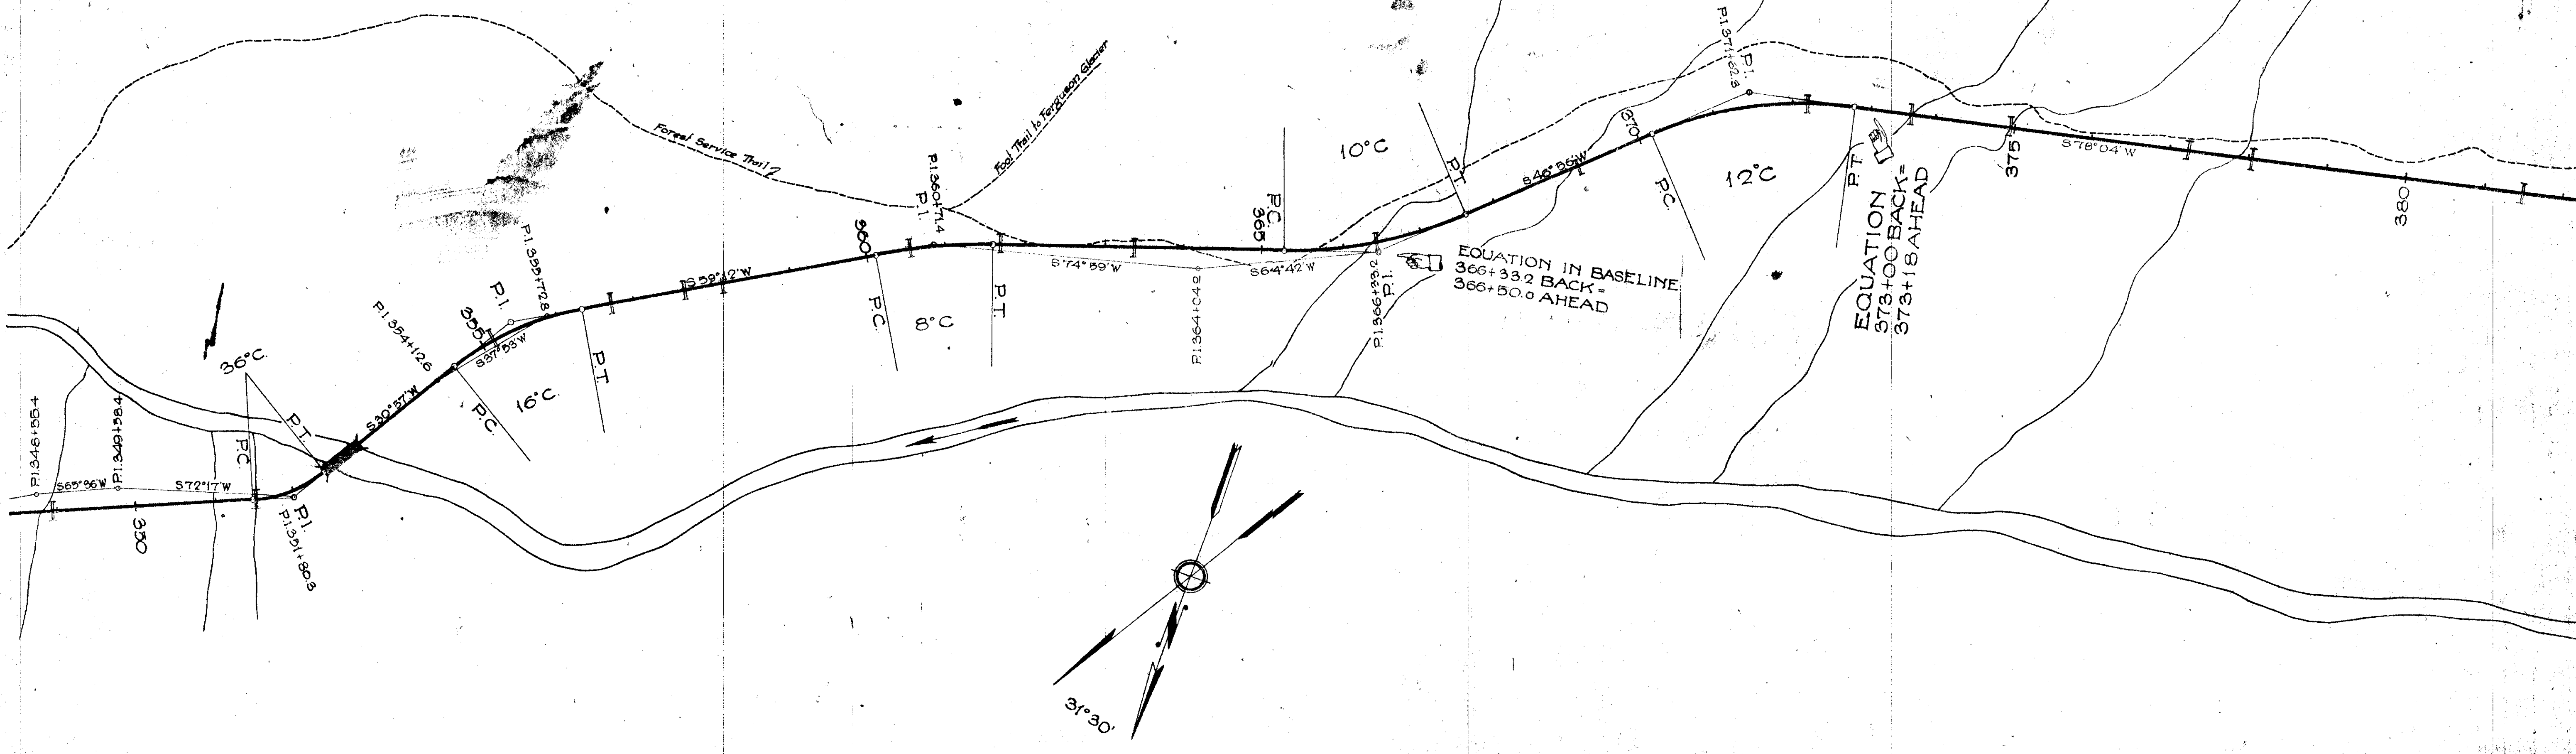 P.I. 348+55.4
S65°36'W
P.I. 349+58.4
S72°17'W
350
36°C.
P.C.
P.T.
P.I.
P.I. 351+80.3
S30°57'W
P.I. 354+12.6
355
P.I.
P.I. 355+72.8
S37°53'W
P.C.
16°C.
P.T.
S59°12'W
Forest Service Trail
Foot Trail to Ferguson Glacier
360
P.I. 360+71.4
P.I.
P.C.
8°C
P.T.
S74°59'W
P.I. 364+04.2
S64°42'W
365
P.C.
10°C
P.T.
P.I. 366+33.2
P.I.
EQUATION IN BASELINE
366+33.2 BACK =
366+50.0 AHEAD
S46°56'W
370
P.C.
P.I. 371+62.8
P.I.
12°C
P.T.
EQUATION
373+00 BACK =
373+18 AHEAD
375
S78°04'W
380
31°30'